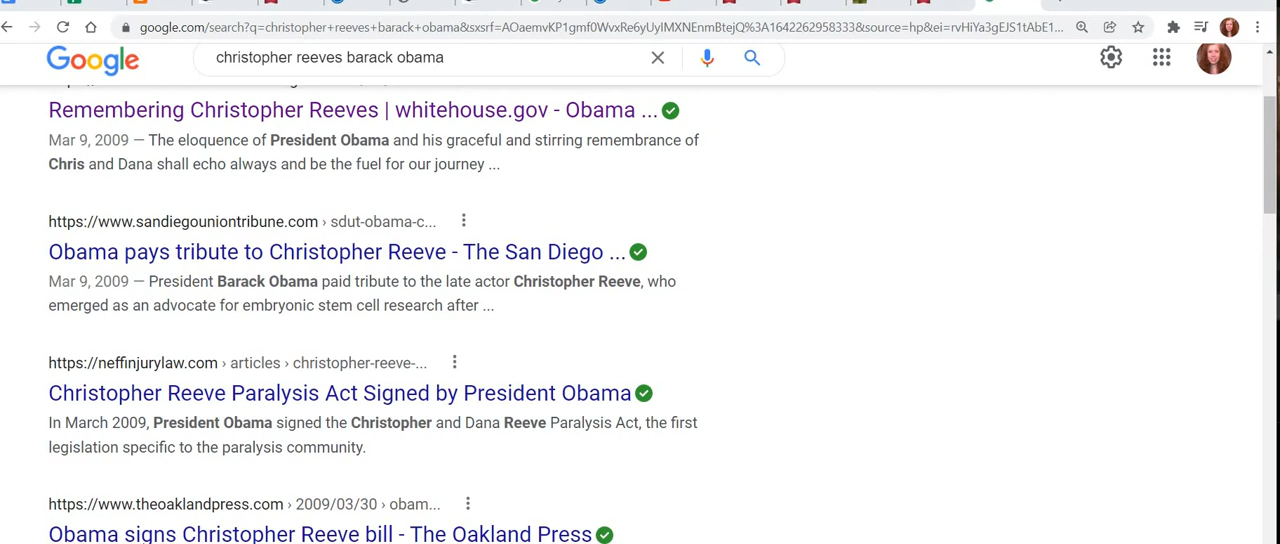 google.com/search?q=christopher+reeves+barack+obama&sxsrf=AOaemvKP1gmf0WvxRe6yUyIMXNEnmBtejQ%3A1642262958333&source=hp&ei=rvHiYa3gEJS1tAbE1...
Google
christopher reeves barack obama
Remembering Christopher Reeves | whitehouse.gov - Obama ...
Mar 9, 2009 — The eloquence of President Obama and his graceful and stirring remembrance of
Chris and Dana shall echo always and be the fuel for our journey ...
https://www.sandiegouniontribune.com › sdut-obama-c...
Obama pays tribute to Christopher Reeve - The San Diego ...
Mar 9, 2009 — President Barack Obama paid tribute to the late actor Christopher Reeve, who
emerged as an advocate for embryonic stem cell research after ...
https://neffinjurylaw.com › articles › christopher-reeve-...
Christopher Reeve Paralysis Act Signed by President Obama
In March 2009, President Obama signed the Christopher and Dana Reeve Paralysis Act, the first
legislation specific to the paralysis community.
https://www.theoaklandpress.com › 2009/03/30 › obam...
Obama signs Christopher Reeve bill - The Oakland Press